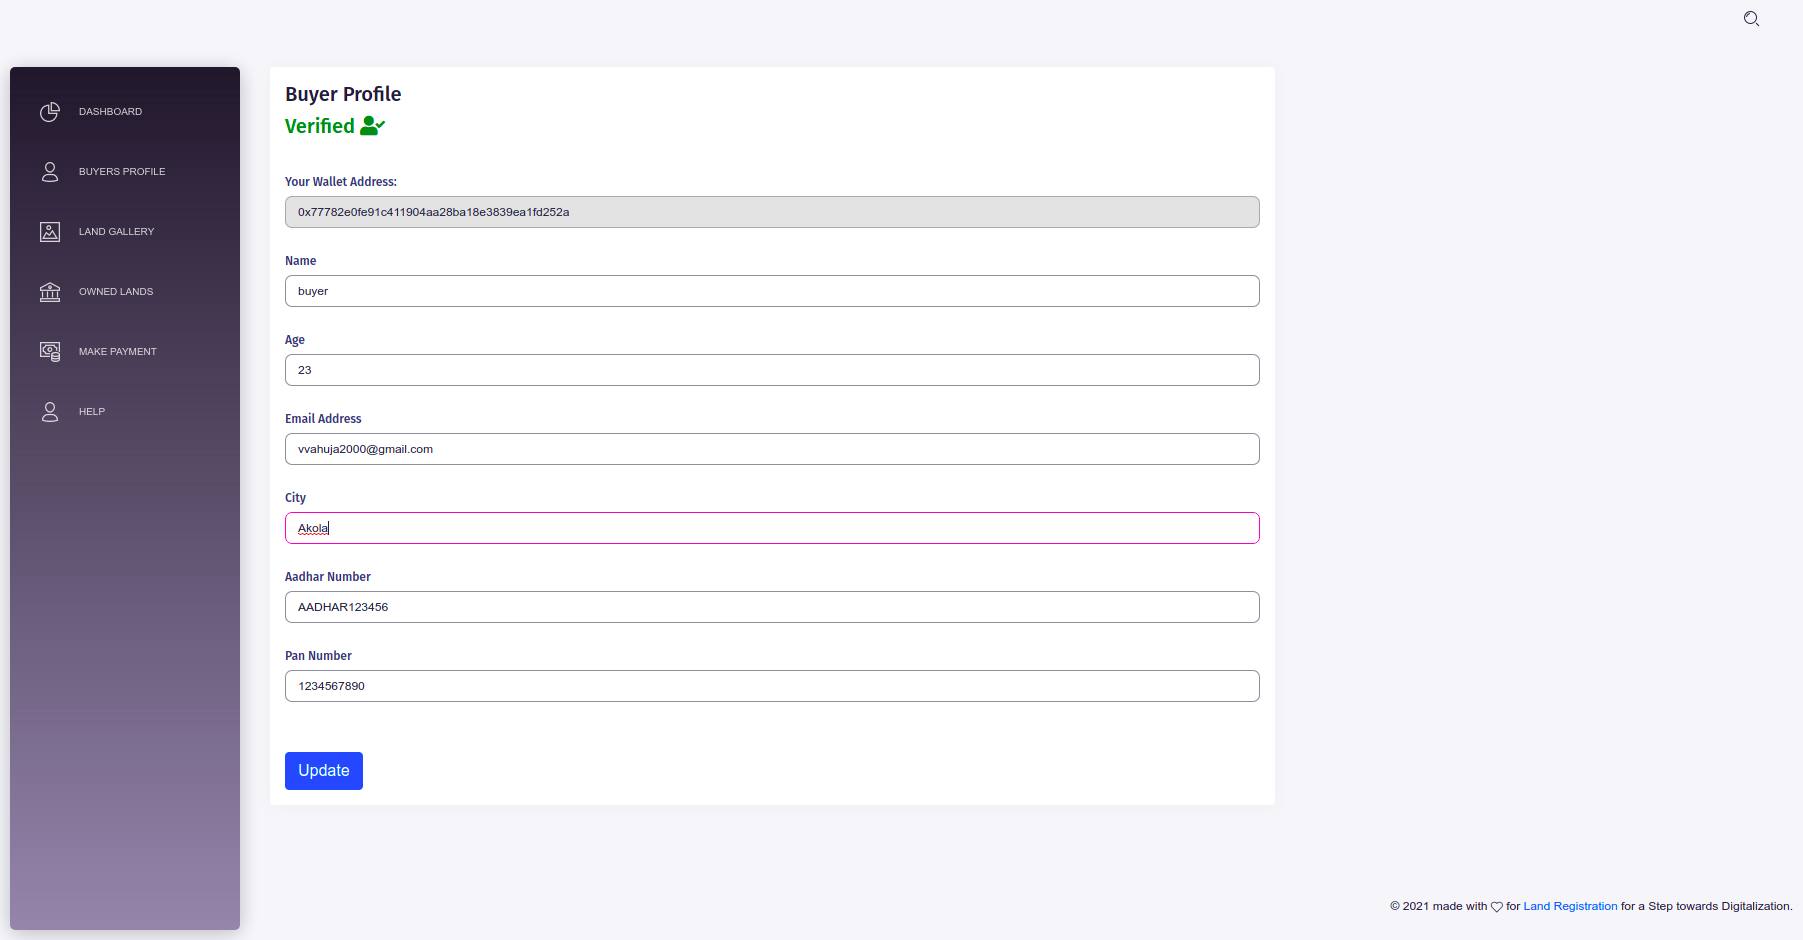 DASHBOARD
BUYERS PROFILE
LAND GALLERY
OWNED LANDS
MAKE PAYMENT
HELP
Buyer Profile
Verified
Your Wallet Address:
0x77782e0fe91c411904aa28ba18e3839ea1fd252a
Name
buyer
Age
23
Email Address
vvahuja2000@gmail.com
City
Akola
Aadhar Number
AADHAR123456
Pan Number
1234567890
Update
© 2021 made with for Land Registration for a Step towards Digitalization.